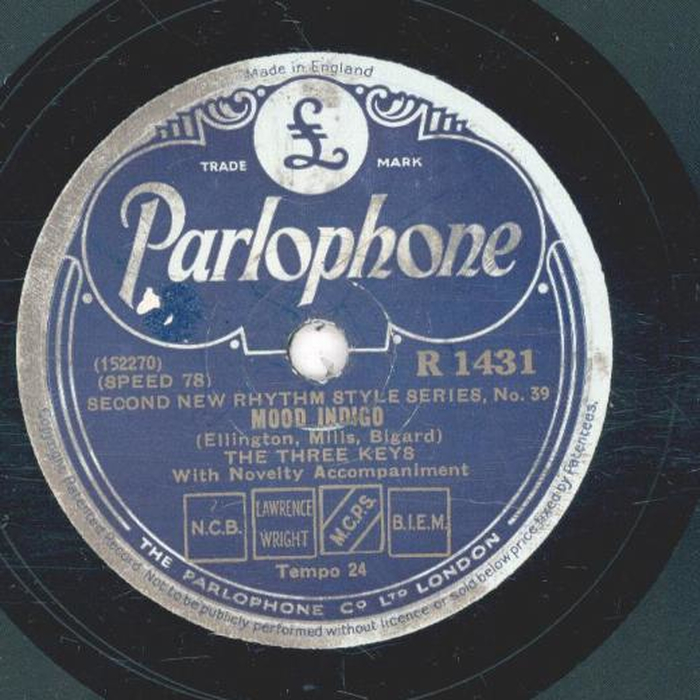 Made in England
£
TRADE MARK
Parlophone
(152270)
R 1431
(SPEED 78)
SECOND NEW RHYTHM STYLE SERIES, No. 39
MOOD INDIGO
(Ellington, Mills, Bigard)
THE THREE KEYS
With Novelty Accompaniment
N.C.B.
LAWRENCE
WRIGHT
M.C.P.S.
B.I.E.M.
Tempo 24
THE PARLOPHONE Co LTD LONDON
Patented Record Not to be publicly performed without licence or sold below price fixed by Patentees.